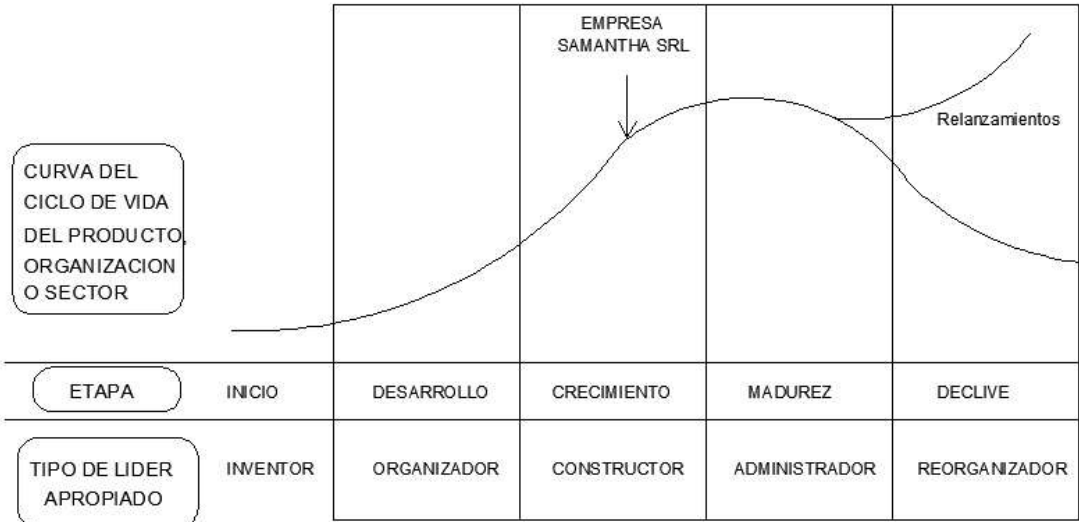 EMPRESA
SAMANTHA SRL
Relanzamientos
CURVA DEL
CICLO DE VIDA
DEL PRODUCTO,
ORGANIZACION
O SECTOR
ETAPA INICIO DESARROLLO CRECIMIENTO MADUREZ DECLIVE
TIPO DE LIDER
APROPIADO
INVENTOR ORGANIZADOR CONSTRUCTOR ADMINISTRADOR REORGANIZADOR